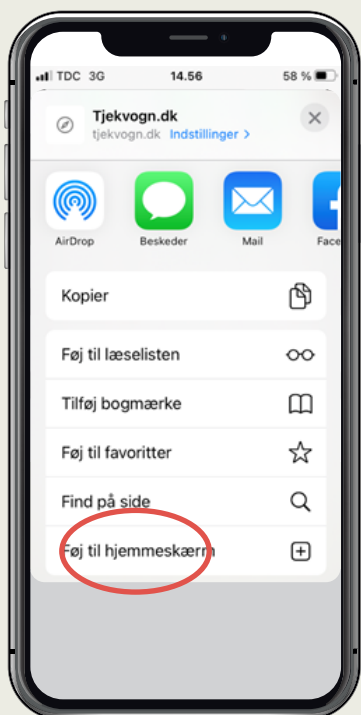 TDC 3G 14.56 58 %
Tjekvogn.dk
tjekvogn.dk Indstillinger >
AirDrop Beskeder Mail Face
Kopier
Føj til læselisten
Tilføj bogmærke
Føj til favoritter
Find på side
Føj til hjemmeskærm